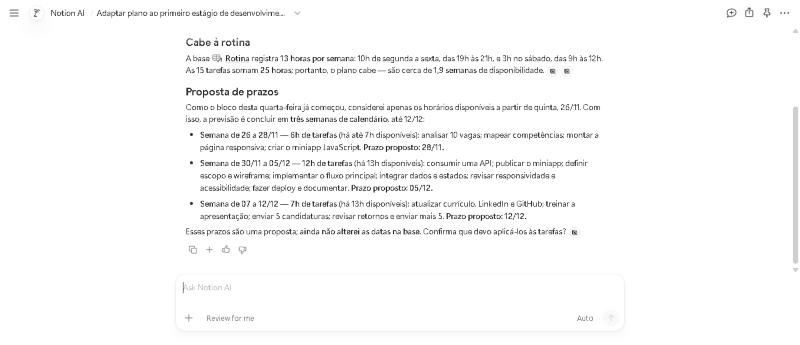 Notion AI / Adaptar plano ao primeiro estágio de desenvolvime...
Cabe à rotina
A base Rotina registra 13 horas por semana: 10h de segunda a sexta, das 19h às 21h, e 3h no sábado, das 9h às 12h.
As 15 tarefas somam 25 horas; portanto, o plano cabe — são cerca de 1,9 semanas de disponibilidade.
Proposta de prazos
Como o bloco desta quarta-feira já começou, considerei apenas os horários disponíveis a partir de quinta, 26/11. Com
isso, a previsão é concluir em três semanas de calendário, até 12/12:
• Semana de 26 a 28/11 — 6h de tarefas (há até 7h disponíveis): analisar 10 vagas; mapear competências; montar a
página responsiva; criar o miniapp JavaScript. Prazo proposto: 28/11.
• Semana de 30/11 a 05/12 — 12h de tarefas (há 13h disponíveis): consumir uma API; publicar o miniapp; definir
escopo e wireframe; implementar o fluxo principal; integrar dados e estados; revisar responsividade e
acessibilidade; fazer deploy e documentar. Prazo proposto: 05/12.
• Semana de 07 a 12/12 — 7h de tarefas (há 13h disponíveis): atualizar currículo, LinkedIn e GitHub; treinar a
apresentação; enviar 5 candidaturas; revisar retornos e enviar mais 5. Prazo proposto: 12/12.
Esses prazos são uma proposta; ainda não alterei as datas na base. Confirma que devo aplicá-los às tarefas?
Ask Notion AI
Review for me
Auto